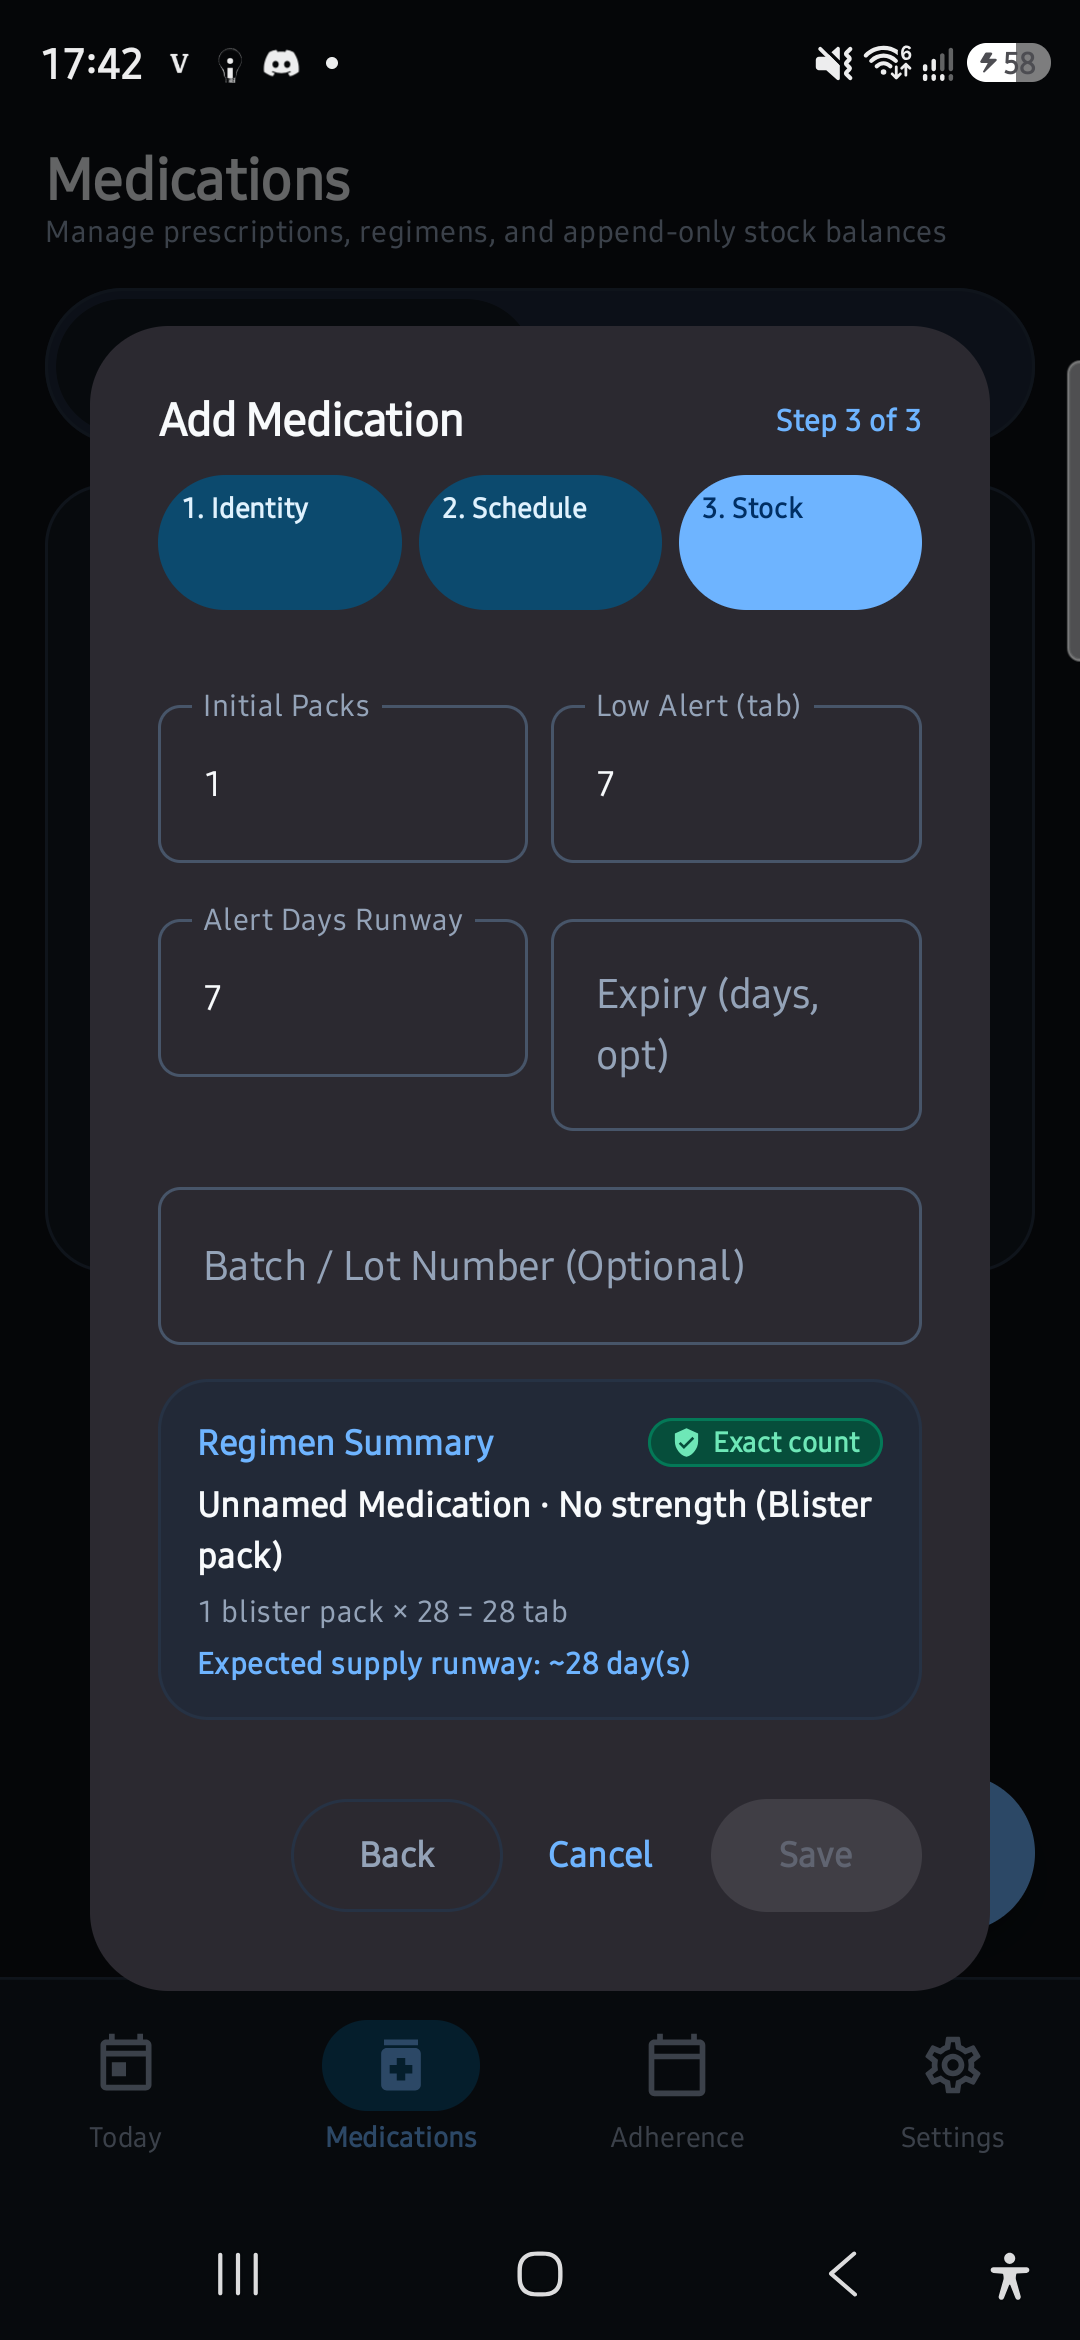 17:42
V
6
58
Medications
Manage prescriptions, regimens, and append-only stock balances
Add Medication
Step 3 of 3
1. Identity
2. Schedule
3. Stock
Initial Packs
Low Alert (tab)
1
7
Alert Days Runway
7
Expiry (days,
opt)
Batch / Lot Number (Optional)
Regimen Summary
Exact count
Unnamed Medication · No strength (Blister
pack)
1 blister pack × 28 = 28 tab
Expected supply runway: ~28 day(s)
Back
Cancel
Save
Today
Medications
Adherence
Settings